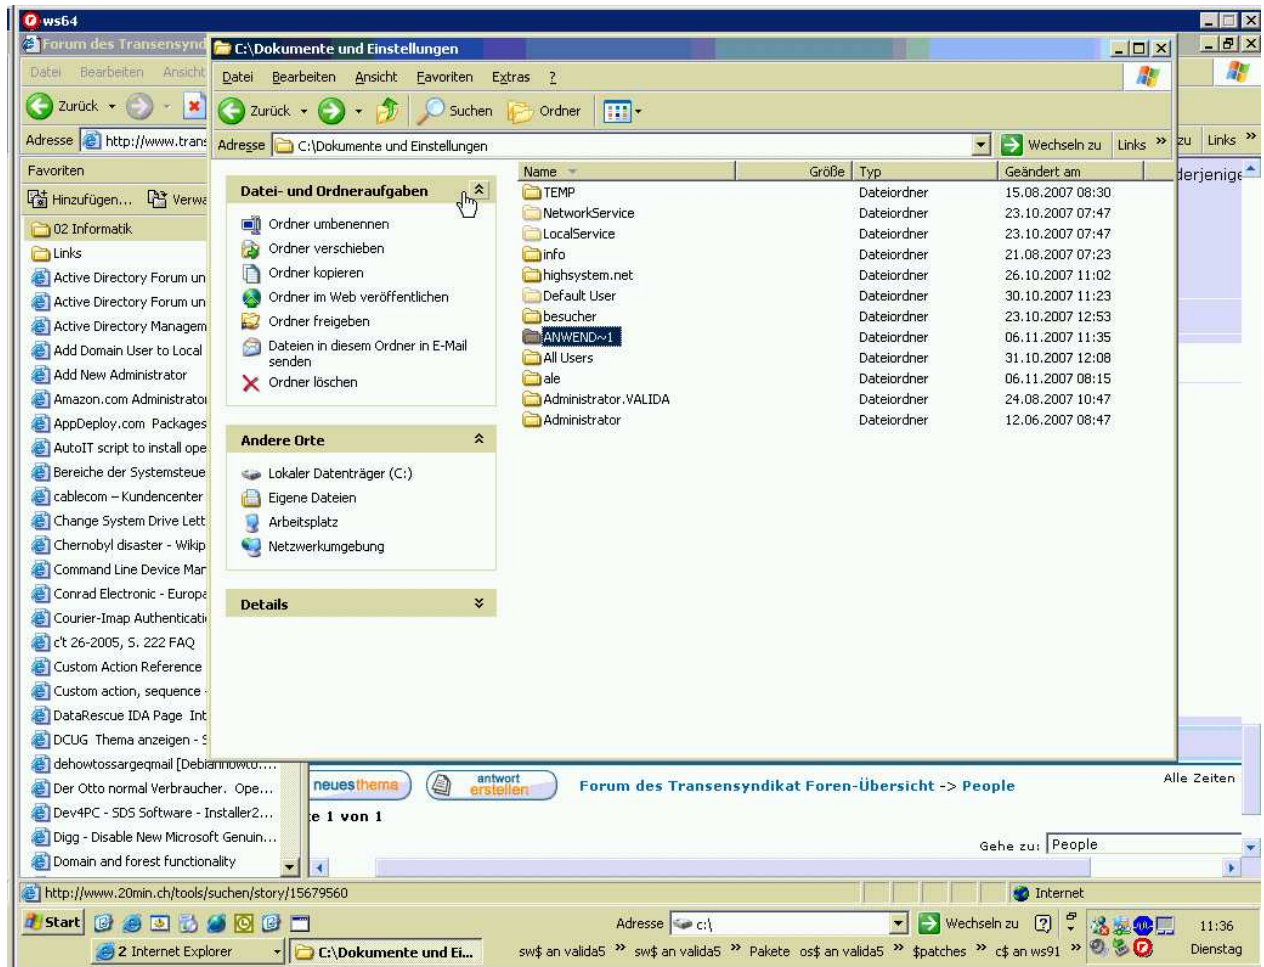 ws64
Forum des Transensynd
Datei Bearbeiten Ansicht
Zurück
Adresse http://www.trans
Favoriten
Hinzufügen... Verwa
02 Informatik
Links
Active Directory Forum un
Active Directory Forum un
Active Directory Managem
Add Domain User to Local
Add New Administrator
Amazon.com Administrato
AppDeploy.com Packages
AutoIT script to install ope
Bereiche der Systemsteue
cablecom – Kundencenter
Change System Drive Lett
Chernobyl disaster - Wikip
Command Line Device Man
Conrad Electronic - Europa
Courier-Imap Authenticati
c't 26-2005, S. 222 FAQ
Custom Action Reference
Custom action, sequence -
DataRescue IDA Page Int
DCUG Thema anzeigen - S
dehowtossargeqmail [Debianhowto....
Der Otto normal Verbraucher. Ope...
Dev4PC - SDS Software - Installer2...
Digg - Disable New Microsoft Genuin...
Domain and forest functionality
C:\Dokumente und Einstellungen
Datei Bearbeiten Ansicht Favoriten Extras ?
Zurück Suchen Ordner
Adresse C:\Dokumente und Einstellungen Wechseln zu Links »
Datei- und Ordneraufgaben
Ordner umbenennen
Ordner verschieben
Ordner kopieren
Ordner im Web veröffentlichen
Ordner freigeben
Dateien in diesem Ordner in E-Mail
senden
Ordner löschen
Andere Orte
Lokaler Datenträger (C:)
Eigene Dateien
Arbeitsplatz
Netzwerkumgebung
Details
Name Größe Typ Geändert am
TEMP Dateiordner 15.08.2007 08:30
NetworkService Dateiordner 23.10.2007 07:47
LocalService Dateiordner 23.10.2007 07:47
info Dateiordner 21.08.2007 07:23
highsystem.net Dateiordner 26.10.2007 11:02
Default User Dateiordner 30.10.2007 11:23
besucher Dateiordner 23.10.2007 12:53
ANWEND~1 Dateiordner 06.11.2007 11:35
All Users Dateiordner 31.10.2007 12:08
ale Dateiordner 06.11.2007 08:15
Administrator.VALIDA Dateiordner 24.08.2007 10:47
Administrator Dateiordner 12.06.2007 08:47
zu Links »
derjenige
neuesthema antwort erstellen Forum des Transensyndikat Foren-Übersicht -> People Alle Zeiten
te 1 von 1
Gehe zu: People
http://www.20min.ch/tools/suchen/story/15679560 Internet
Start Adresse c:\ Wechseln zu 11:36
2 Internet Explorer C:\Dokumente und Ei... sw$ an valida5 » sw$ an valida5 » Pakete os$ an valida5 » $patches » c$ an ws91 » Dienstag